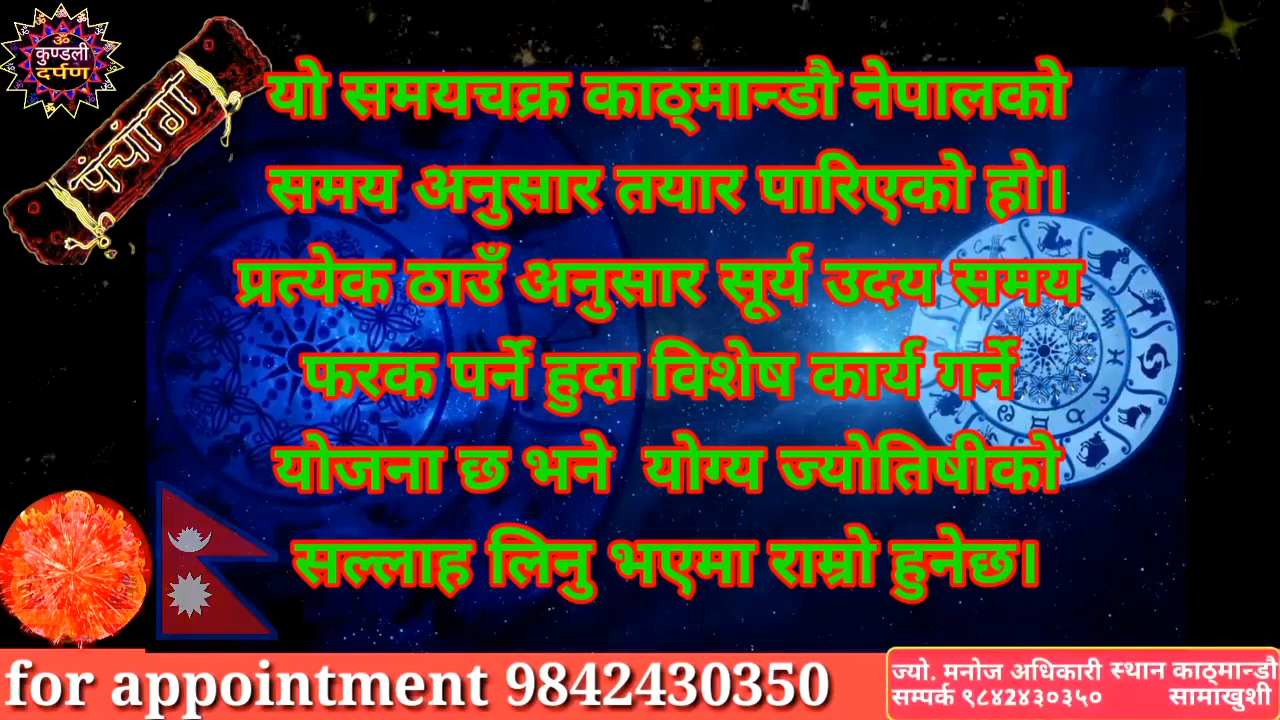 ॐ
कुण्डली
दर्पण
पंचांग
यो समयचक्र काठ्मान्डौ नेपालको
समय अनुसार तयार पारिएको हो।
प्रत्येक ठाउँ अनुसार सूर्य उदय समय
फरक पर्ने हुदा विशेष कार्य गर्ने
योजना छ भने योग्य ज्योतिषीको
सल्लाह लिनु भएमा राम्रो हुनेछ।
for appointment 9842430350
ज्यो. मनोज अधिकारी स्थान काठ्मान्डौ
सम्पर्क ९८४२४३०३५० सामाखुशी